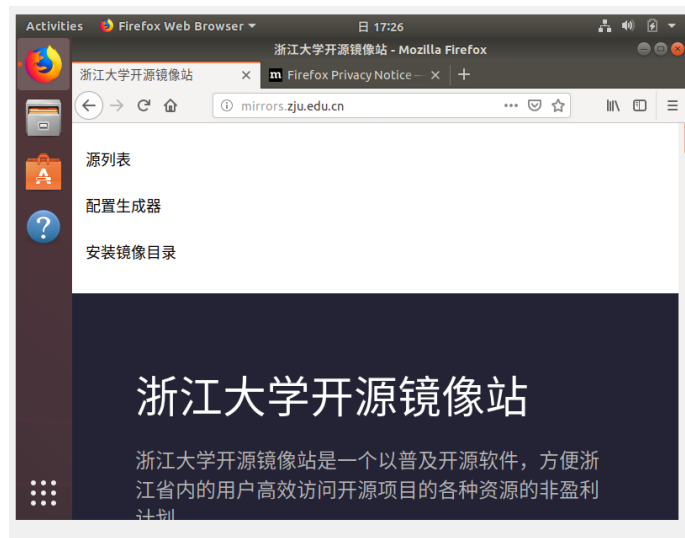 Activities Firefox Web Browser 日 17:26
浙江大学开源镜像站 - Mozilla Firefox
浙江大学开源镜像站 Firefox Privacy Notice —
mirrors.zju.edu.cn
源列表
配置生成器
安装镜像目录
浙江大学开源镜像站
浙江大学开源镜像站是一个以普及开源软件，方便浙
江省内的用户高效访问开源项目的各种资源的非盈利
计划